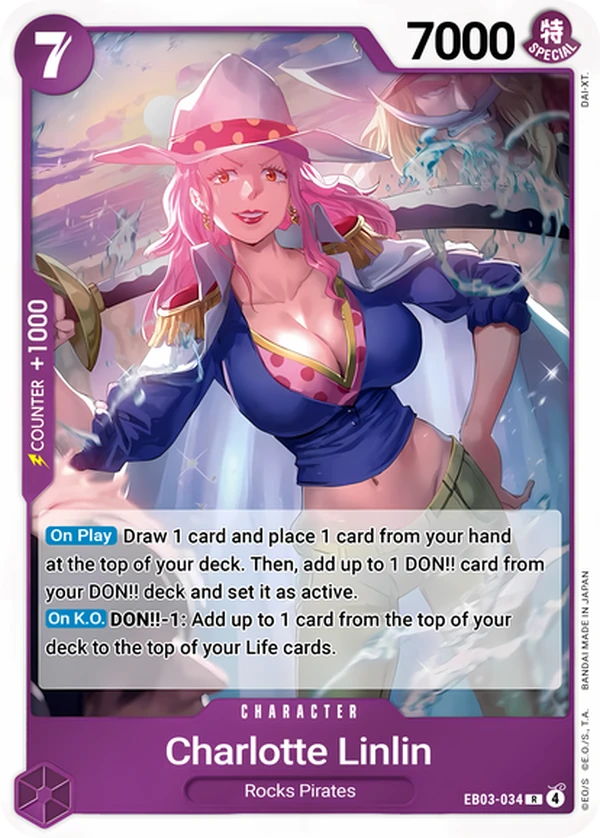 7
7000
特
SPECIAL
DAI-XT.
COUNTER +1000
On Play Draw 1 card and place 1 card from your hand
at the top of your deck. Then, add up to 1 DON!! card from
your DON!! deck and set it as active.
On K.O. DON!!-1: Add up to 1 card from the top of your
deck to the top of your Life cards.
CHARACTER
Charlotte Linlin
Rocks Pirates
EB03-034 R 4
©EO/S ©E.O./S., T.A. BANDAI MADE IN JAPAN